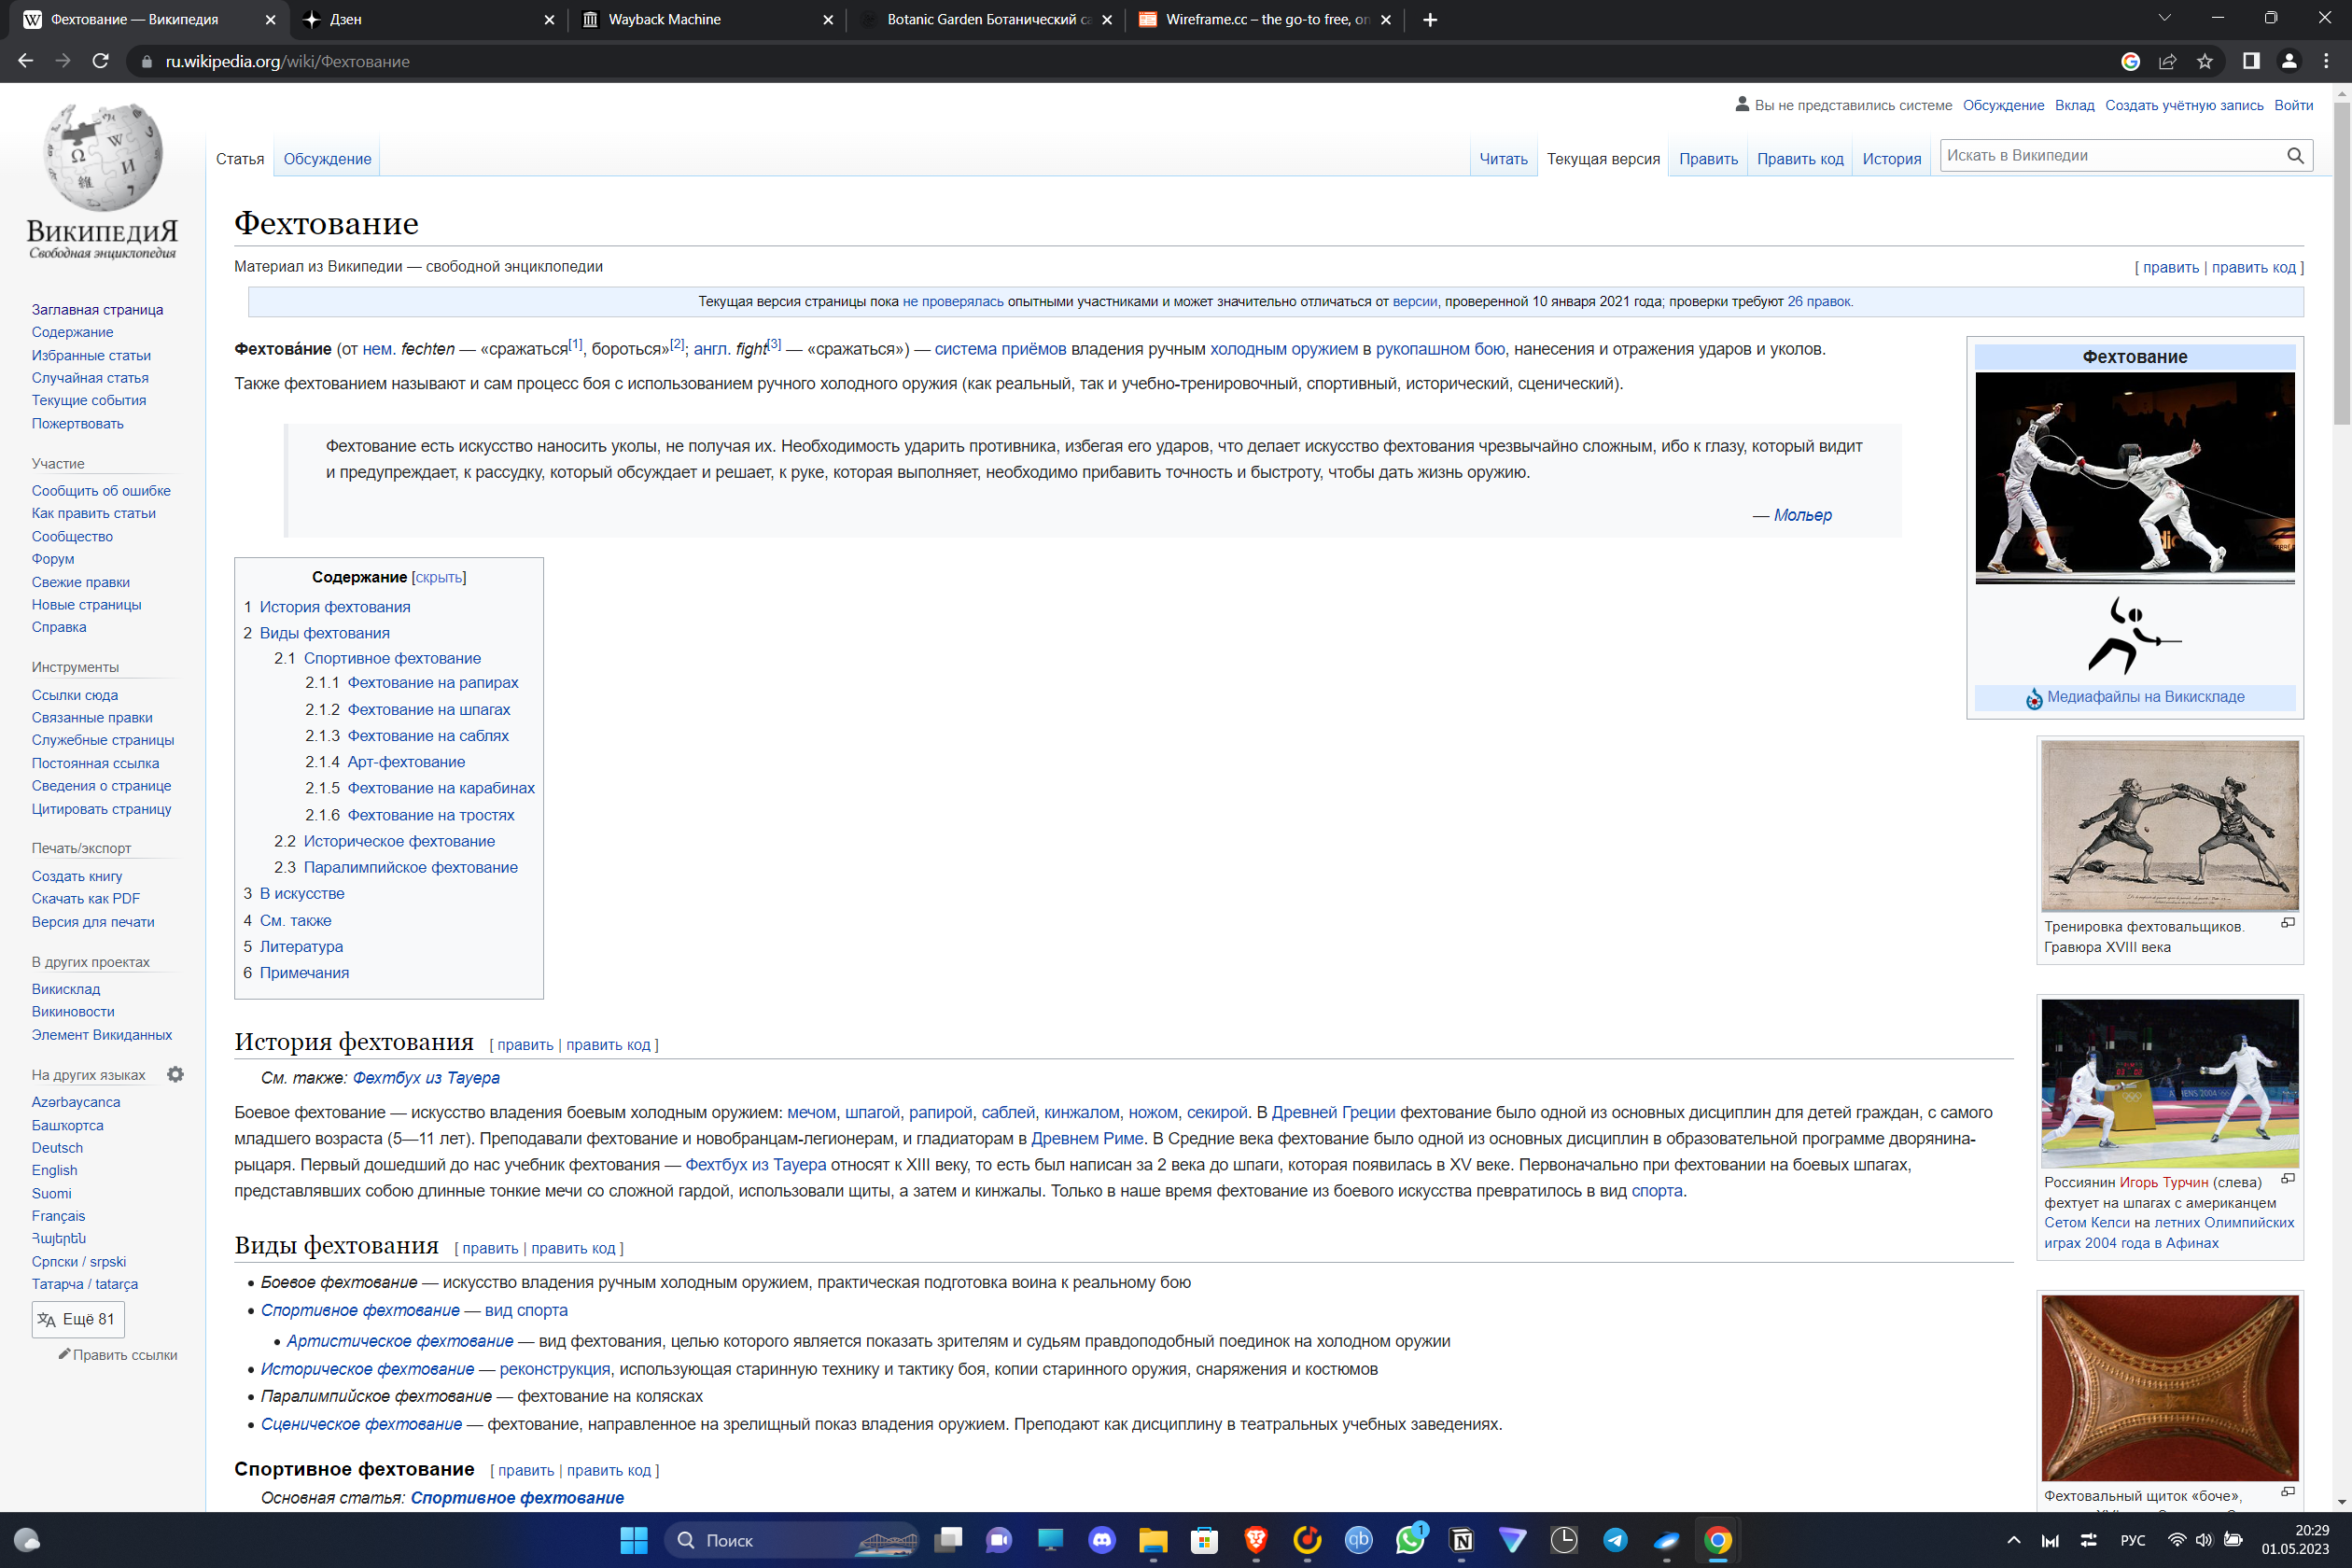 Фехтование — Википедия
Дзен
Wayback Machine
Botanic Garden Ботанический са
Wireframe.cc – the go-to free, on
ru.wikipedia.org/wiki/Фехтование
Вы не представились системе Обсуждение Вклад Создать учётную запись Войти
ВикипедиЯ
Свободная энциклопедия
Статья Обсуждение
Читать Текущая версия Править Править код История Искать в Википедии
Заглавная страница
Содержание
Избранные статьи
Случайная статья
Текущие события
Пожертвовать
Участие
Сообщить об ошибке
Как править статьи
Сообщество
Форум
Свежие правки
Новые страницы
Справка
Инструменты
Ссылки сюда
Связанные правки
Служебные страницы
Постоянная ссылка
Сведения о странице
Цитировать страницу
Печать/экспорт
Создать книгу
Скачать как PDF
Версия для печати
В других проектах
Викисклад
Викиновости
Элемент Викиданных
На других языках
Azərbaycanca
Башҡортса
Deutsch
English
Suomi
Français
Հայերեն
Српски / srpski
Татарча / tatarça
Ещё 81
Править ссылки
Фехтование
Материал из Википедии — свободной энциклопедии
[ править | править код ]
Текущая версия страницы пока не проверялась опытными участниками и может значительно отличаться от версии, проверенной 10 января 2021 года; проверки требуют 26 правок.
Фехтова́ние (от нем. fechten — «сражаться[1], бороться»[2]; англ. fight[3] — «сражаться») — система приёмов владения ручным холодным оружием в рукопашном бою, нанесения и отражения ударов и уколов.
Также фехтованием называют и сам процесс боя с использованием ручного холодного оружия (как реальный, так и учебно-тренировочный, спортивный, исторический, сценический).
Фехтование есть искусство наносить уколы, не получая их. Необходимость ударить противника, избегая его ударов, что делает искусство фехтования чрезвычайно сложным, ибо к глазу, который видит
и предупреждает, к рассудку, который обсуждает и решает, к руке, которая выполняет, необходимо прибавить точность и быстроту, чтобы дать жизнь оружию.
— Мольер
Содержание [скрыть]
1 История фехтования
2 Виды фехтования
2.1 Спортивное фехтование
2.1.1 Фехтование на рапирах
2.1.2 Фехтование на шпагах
2.1.3 Фехтование на саблях
2.1.4 Арт-фехтование
2.1.5 Фехтование на карабинах
2.1.6 Фехтование на тростях
2.2 Историческое фехтование
2.3 Паралимпийское фехтование
3 В искусстве
4 См. также
5 Литература
6 Примечания
История фехтования [ править | править код ]
См. также: Фехтбух из Тауера
Боевое фехтование — искусство владения боевым холодным оружием: мечом, шпагой, рапирой, саблей, кинжалом, ножом, секирой. В Древней Греции фехтование было одной из основных дисциплин для детей граждан, с самого
младшего возраста (5—11 лет). Преподавали фехтование и новобранцам-легионерам, и гладиаторам в Древнем Риме. В Средние века фехтование было одной из основных дисциплин в образовательной программе дворянина-
рыцаря. Первый дошедший до нас учебник фехтования — Фехтбух из Тауера относят к XIII веку, то есть был написан за 2 века до шпаги, которая появилась в XV веке. Первоначально при фехтовании на боевых шпагах,
представлявших собою длинные тонкие мечи со сложной гардой, использовали щиты, а затем и кинжалы. Только в наше время фехтование из боевого искусства превратилось в вид спорта.
Виды фехтования [ править | править код ]
• Боевое фехтование — искусство владения ручным холодным оружием, практическая подготовка воина к реальному бою
• Спортивное фехтование — вид спорта
• Артистическое фехтование — вид фехтования, целью которого является показать зрителям и судьям правдоподобный поединок на холодном оружии
• Историческое фехтование — реконструкция, использующая старинную технику и тактику боя, копии старинного оружия, снаряжения и костюмов
• Паралимпийское фехтование — фехтование на колясках
• Сценическое фехтование — фехтование, направленное на зрелищный показ владения оружием. Преподают как дисциплину в театральных учебных заведениях.
Спортивное фехтование [ править | править код ]
Основная статья: Спортивное фехтование
Фехтование
Медиафайлы на Викискладе
Тренировка фехтовальщиков.
Гравюра XVIII века
ATHENS 2004
Россиянин Игорь Турчин (слева)
фехтует на шпагах с американцем
Сетом Келси на летних Олимпийских
играх 2004 года в Афинах
Фехтовальный щиток «боче»,
Поиск
qb
1
РУС
20:29
01.05.2023